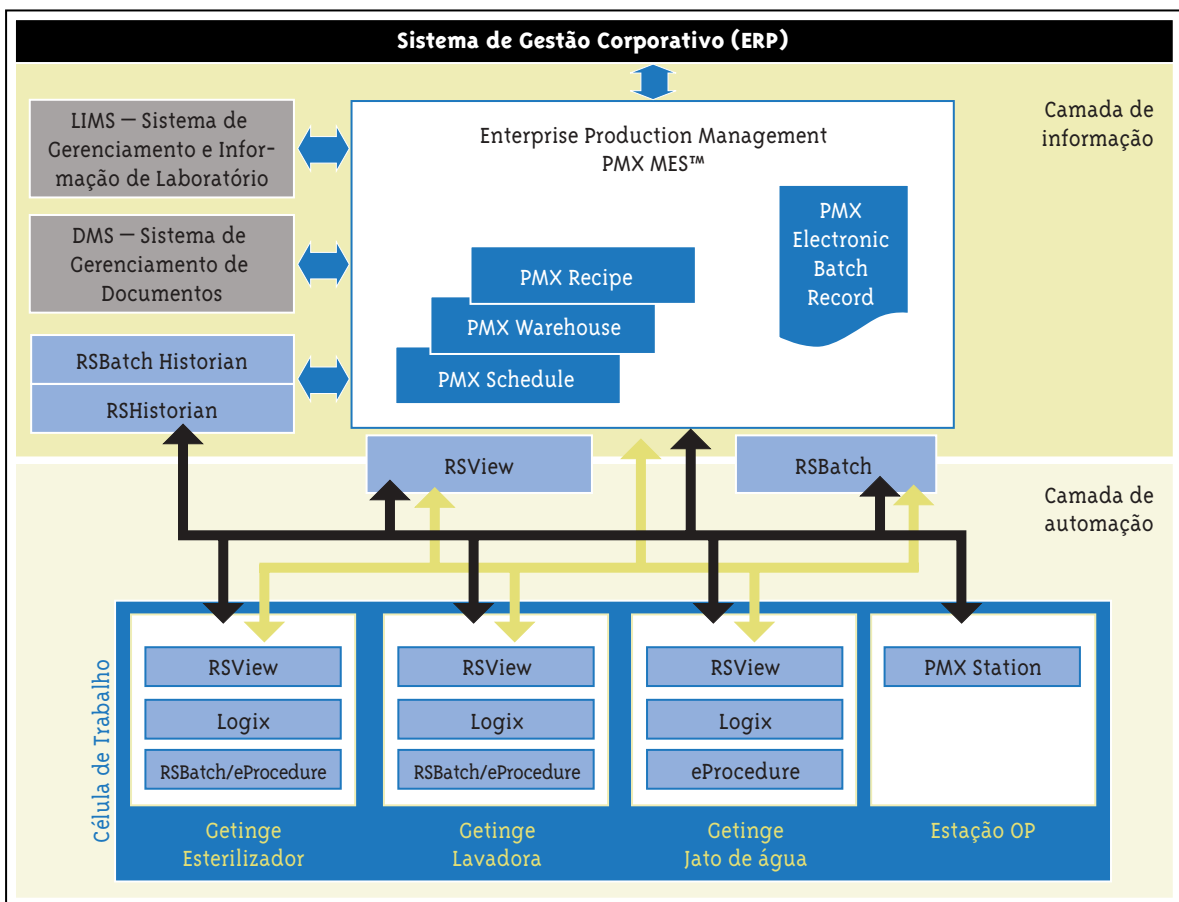 Sistema de Gestão Corporativo (ERP)
LIMS — Sistema de
Gerenciamento e Infor-
mação de Laboratório
Enterprise Production Management
PMX MES™
Camada de
informação
DMS — Sistema de
Gerenciamento de
Documentos
PMX
Electronic
Batch
Record
PMX Recipe
PMX Warehouse
PMX Schedule
RSBatch Historian
RSHistorian
RSView
RSBatch
Camada de
automação
Célula de Trabalho
RSView
Logix
RSBatch/eProcedure
Getinge
Esterilizador
RSView
Logix
RSBatch/eProcedure
Getinge
Lavadora
RSView
Logix
eProcedure
Getinge
Jato de água
PMX Station
Estação OP